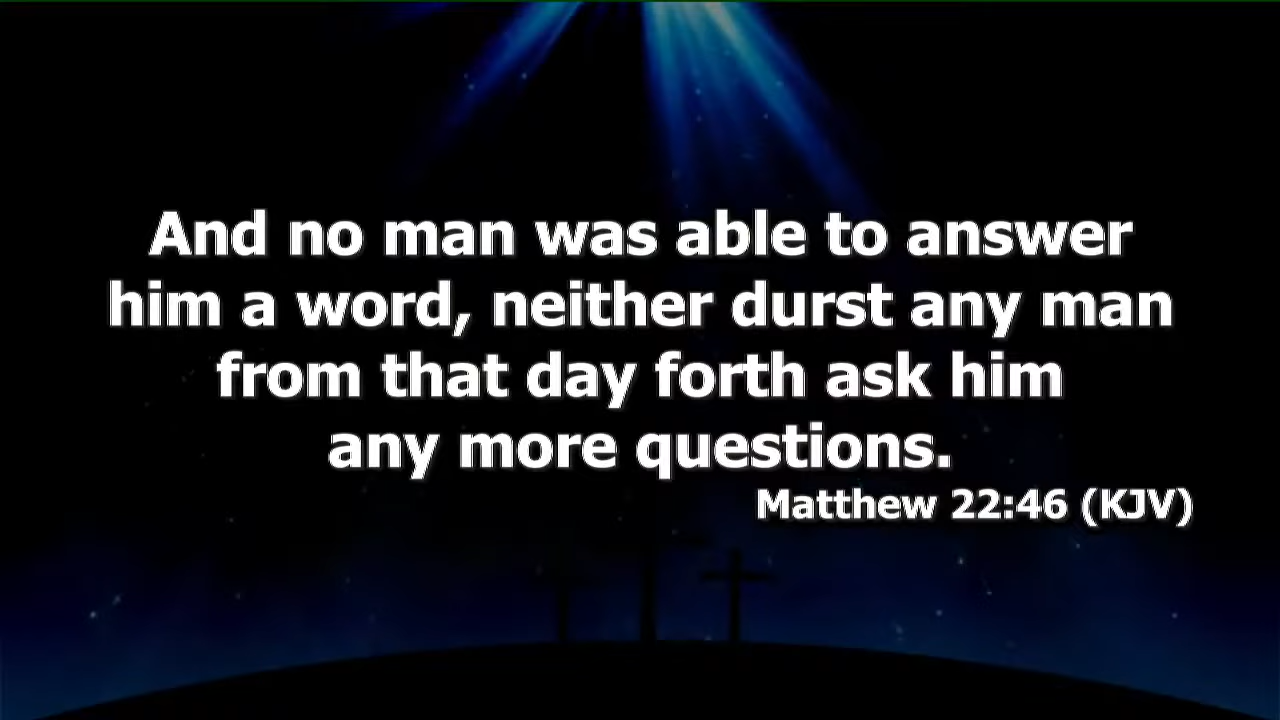 And no man was able to answer
him a word, neither durst any man
from that day forth ask him
any more questions.
Matthew 22:46 (KJV)